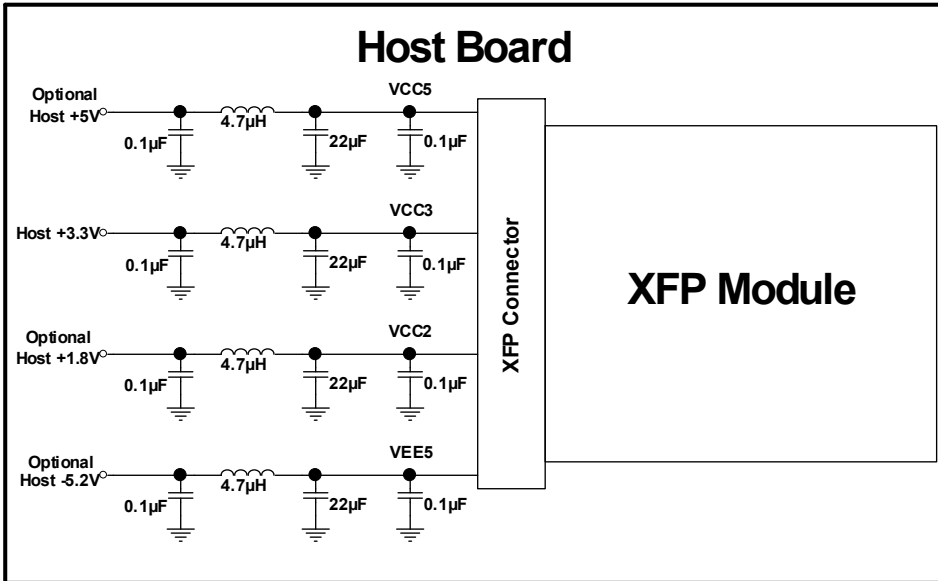 Host Board
Optional
Host +5V
VCC5
0.1µF
4.7µH
22µF
0.1µF
Host +3.3V
VCC3
0.1µF
4.7µH
22µF
0.1µF
Optional
Host +1.8V
VCC2
0.1µF
4.7µH
22µF
0.1µF
Optional
Host -5.2V
VEE5
0.1µF
4.7µH
22µF
0.1µF
XFP Connector
XFP Module